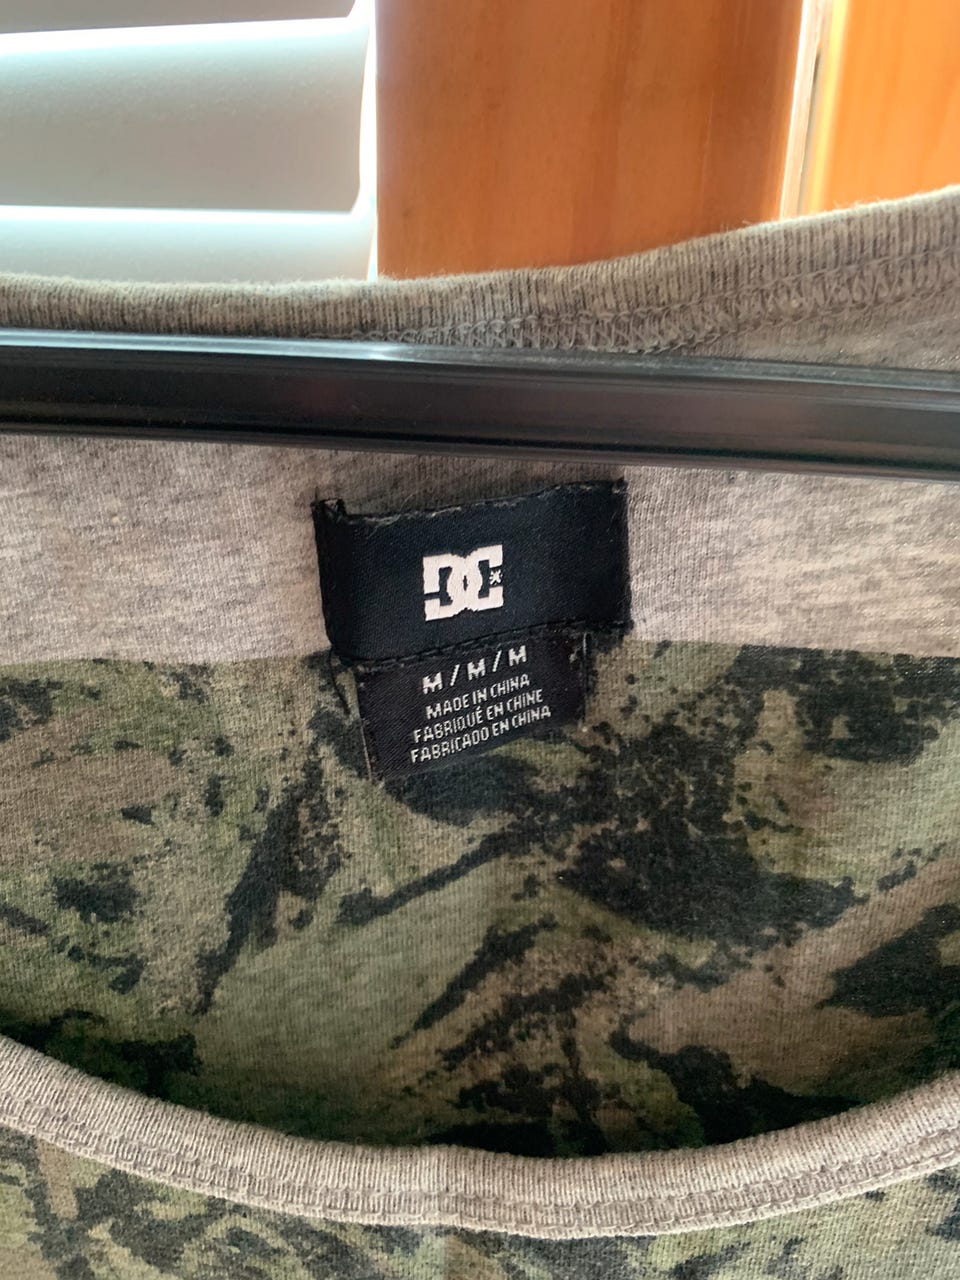 DC
M / M / M
MADE IN CHINA
FABRIQUÉ EN CHINE
FABRICADO EN CHINA